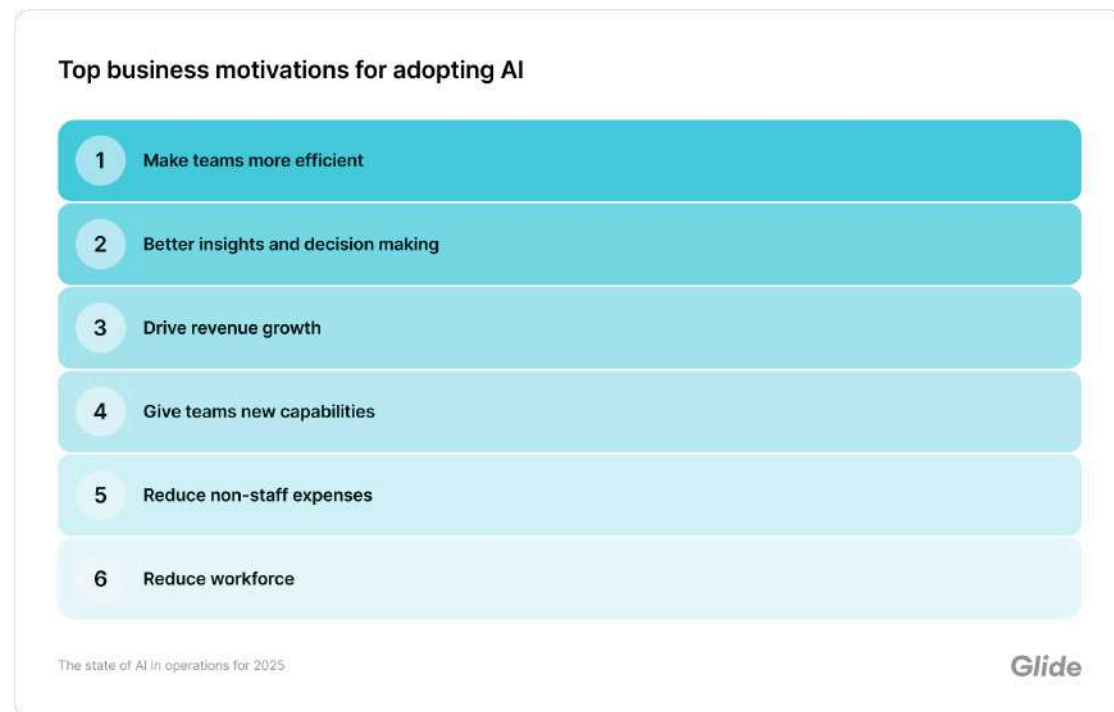 Top business motivations for adopting AI
1 Make teams more efficient
2 Better insights and decision making
3 Drive revenue growth
4 Give teams new capabilities
5 Reduce non-staff expenses
6 Reduce workforce
The state of AI in operations for 2025
Glide